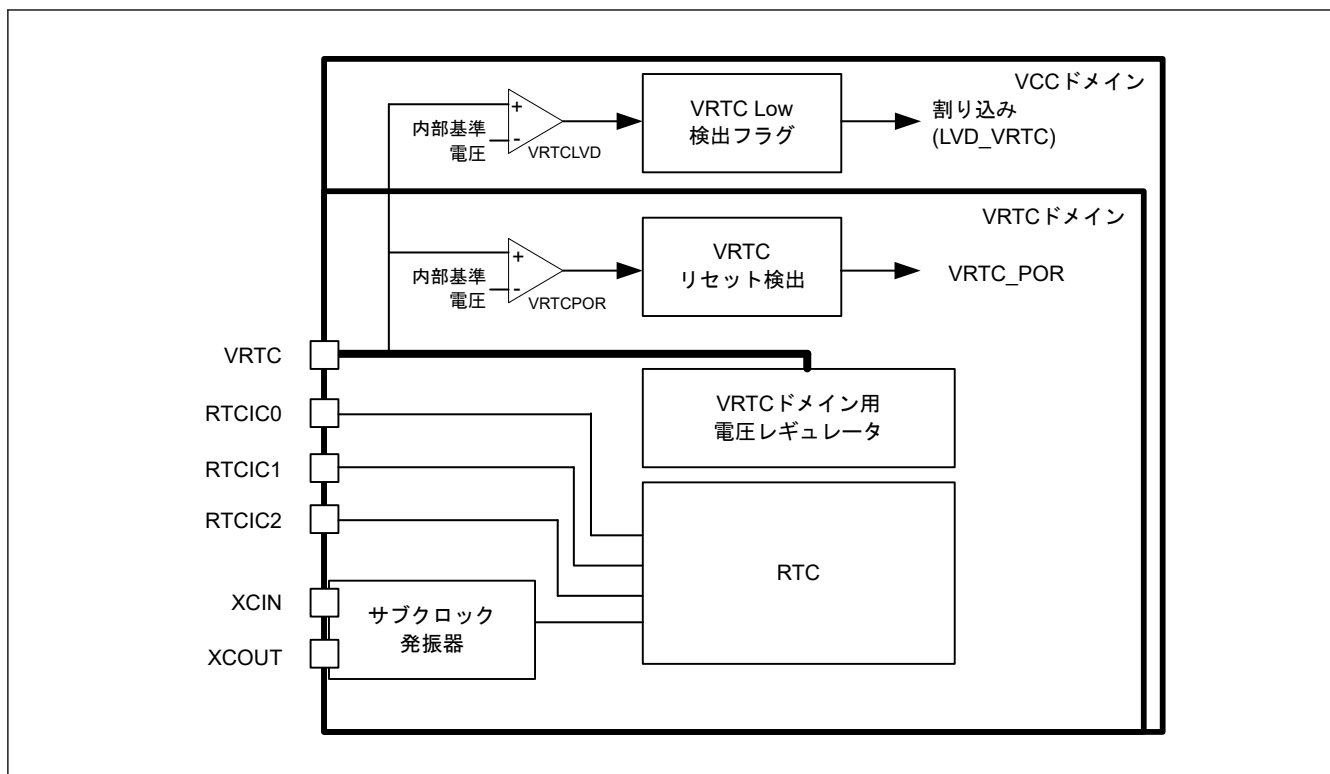 VCCドメイン
+
内部基準
電圧
-
VRTCLVD
VRTC Low
検出フラグ
割り込み
(LVD_VRTC)
VRTCドメイン
+
内部基準
電圧
-
VRTCPOR
VRTC
リセット検出
VRTC_POR
VRTC
VRTCドメイン用
電圧レギュレータ
RTCIC0
RTCIC1
RTCIC2
RTC
XCIN
XCOUT
サブクロック
発振器